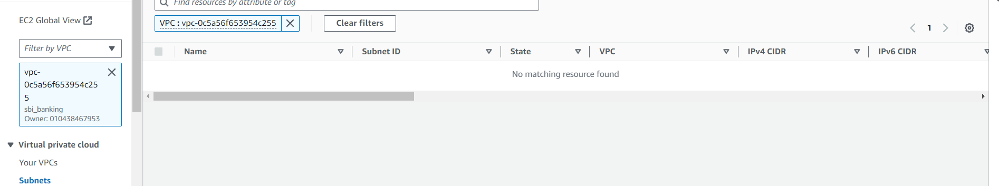 Find resources by attribute or tag
EC2 Global View
VPC : vpc-0c5a56f653954c255
Clear filters
1
Filter by VPC
Name
Subnet ID
State
VPC
IPv4 CIDR
IPv6 CIDR
No matching resource found
vpc-
0c5a56f653954c25
5
sbi_banking
Owner: 010438467953
Virtual private cloud
Your VPCs
Subnets